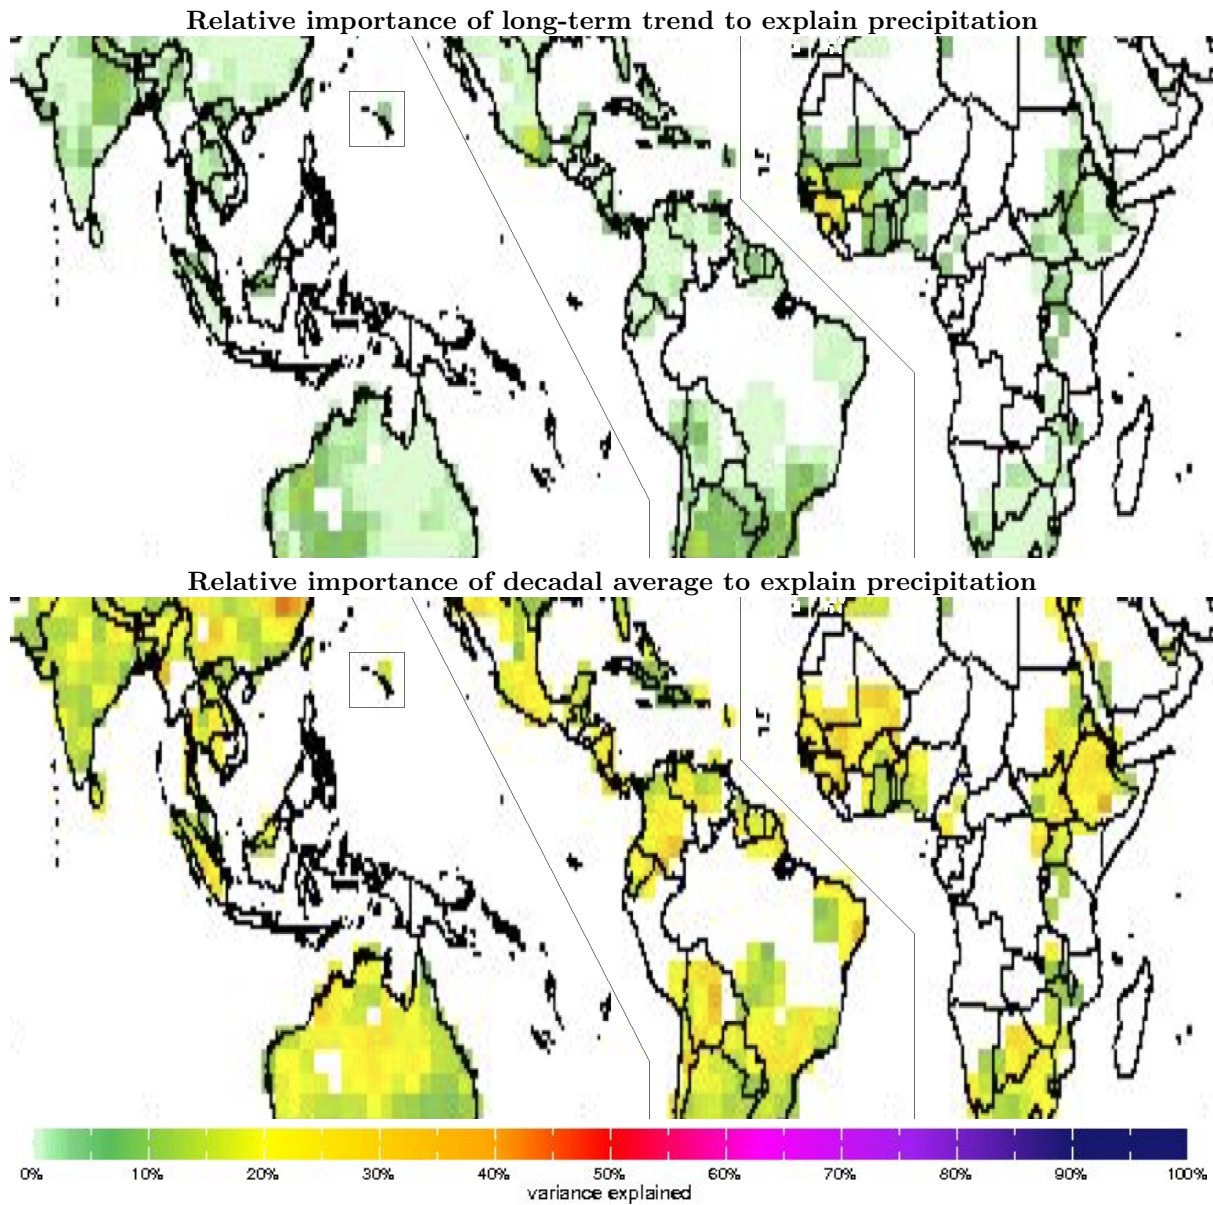 Relative importance of long-term trend to explain precipitation
Relative importance of decadal average to explain precipitation
0% 10% 20% 30% 40% 50% 60% 70% 80% 90% 100%
variance explained